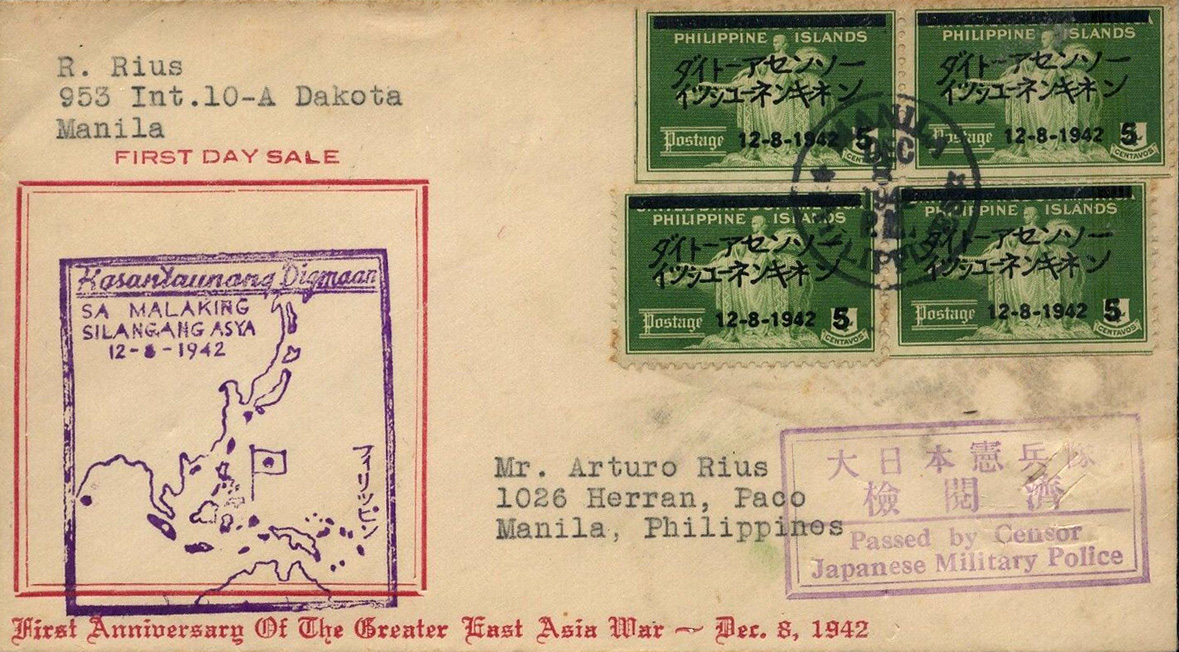 R. Rius
953 Int.10-A Dakota
Manila
FIRST DAY SALE
PHILIPPINE ISLANDS
ダイトーアセンソー
イッシューネンキネン
Postage 12-8-1942 5
CENTAVOS
PHILIPPINE ISLANDS
ダイトーアセンソー
イッシューネンキネン
Postage 12-8-1942 5
CENTAVOS
PHILIPPINE ISLANDS
ダイトーアセンソー
イッシューネンキネン
Postage 12-8-1942 5
CENTAVOS
PHILIPPINE ISLANDS
ダイトーアセンソー
イッシューネンキネン
Postage 12-8-1942 5
CENTAVOS
MANILA
DEC
Kasantaunang Digmaan
SA MALAKING
SILANGANG ASYA
12-8-1942
フィリッピン
Mr. Arturo Rius
1026 Herran, Paco
Manila, Philippines
大日本憲兵隊
檢閲濟
Passed by Censor
Japanese Military Police
First Anniversary Of The Greater East Asia War ~ Dec. 8, 1942